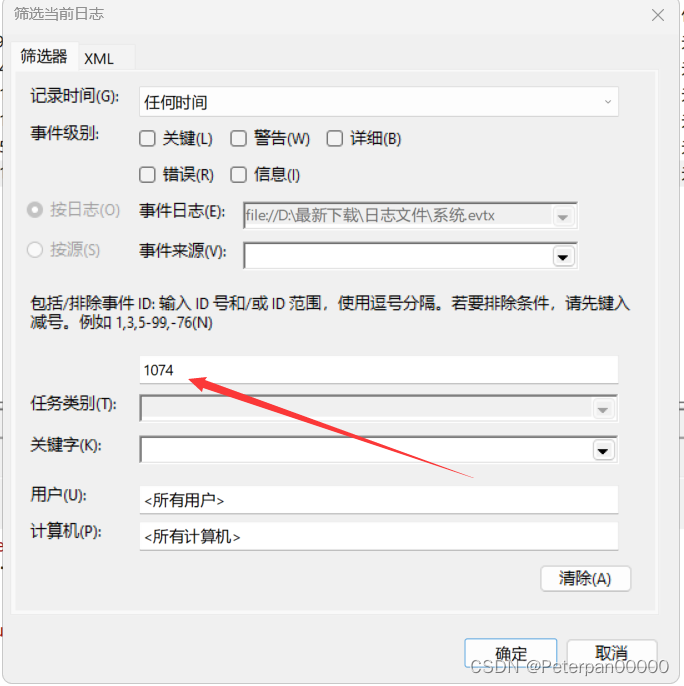 筛选当前日志
筛选器 XML
记录时间(G): 任何时间
事件级别: 关键(L) 警告(W) 详细(B)
错误(R) 信息(I)
按日志(O) 事件日志(E): file://D:\最新下载\日志文件\系统.evtx
按源(S) 事件来源(V):
包括/排除事件 ID: 输入 ID 号和/或 ID 范围，使用逗号分隔。若要排除条件，请先键入
减号。例如 1,3,5-99,-76(N)
1074
任务类别(T):
关键字(K):
用户(U): <所有用户>
计算机(P): <所有计算机>
清除(A)
确定 取消
CSDN @Peterpan00000